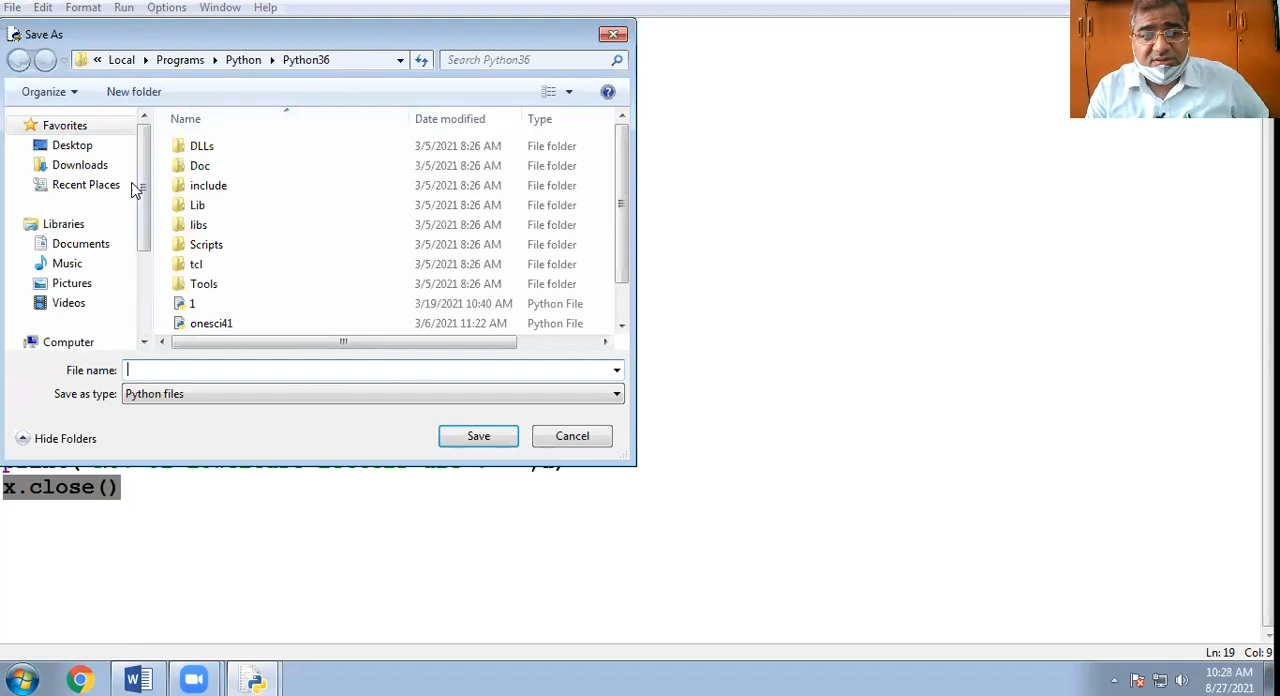 File Edit Format Run Options Window Help
Save As
« Local Programs Python Python36 Search Python36
Organize New folder
Name Date modified Type
Favorites
Desktop
Downloads
Recent Places
Libraries
Documents
Music
Pictures
Videos
Computer
DLLs 3/5/2021 8:26 AM File folder
Doc 3/5/2021 8:26 AM File folder
include 3/5/2021 8:26 AM File folder
Lib 3/5/2021 8:26 AM File folder
libs 3/5/2021 8:26 AM File folder
Scripts 3/5/2021 8:26 AM File folder
tcl 3/5/2021 8:26 AM File folder
Tools 3/5/2021 8:26 AM File folder
1 3/19/2021 10:40 AM Python File
onesci41 3/6/2021 11:22 AM Python File
File name:
Save as type: Python files
Hide Folders Save Cancel
x.close()
Ln: 19 Col: 9
10:28 AM
8/27/2021